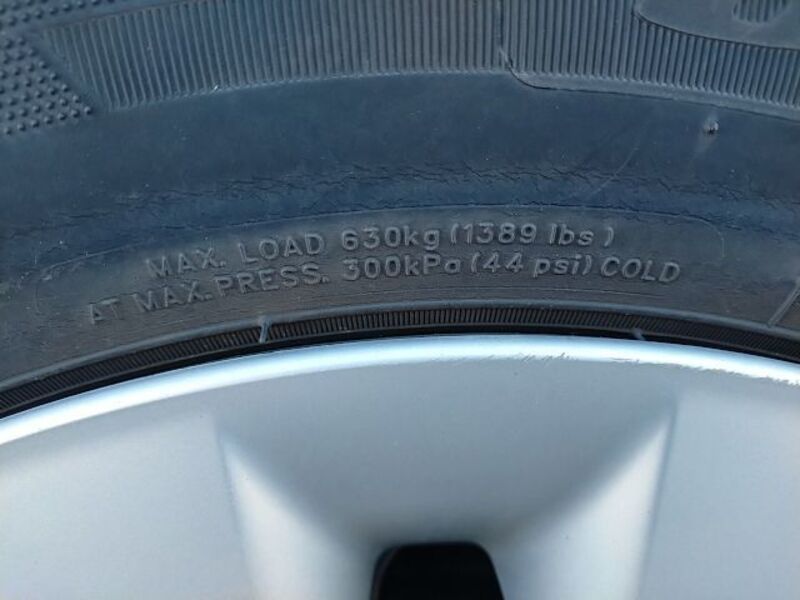 MAX. LOAD 630kg (1389 lbs)
AT MAX. PRESS. 300kPa (44 psi) COLD